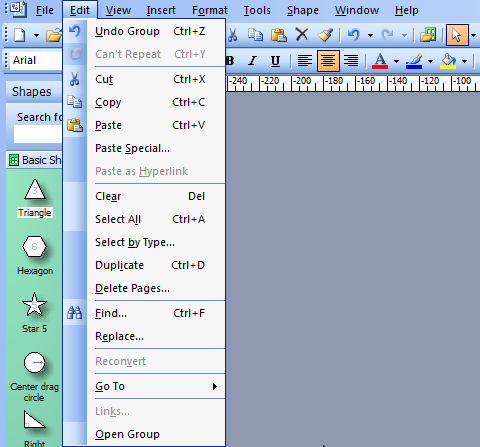 File Edit View Insert Format Tools Shape Window Help
Arial
B I U A
-240 -220 -200 -180 -160 -140 -120 -100
Shapes
Search fo
Basic Sh
3
Triangle
6
Hexagon
Star 5
Center drag
circle
Right
Undo Group Ctrl+Z
Can't Repeat Ctrl+Y
Cut Ctrl+X
Copy Ctrl+C
Paste Ctrl+V
Paste Special...
Paste as Hyperlink
Clear Del
Select All Ctrl+A
Select by Type...
Duplicate Ctrl+D
Delete Pages...
Find... Ctrl+F
Replace...
Reconvert
Go To
Links...
Open Group